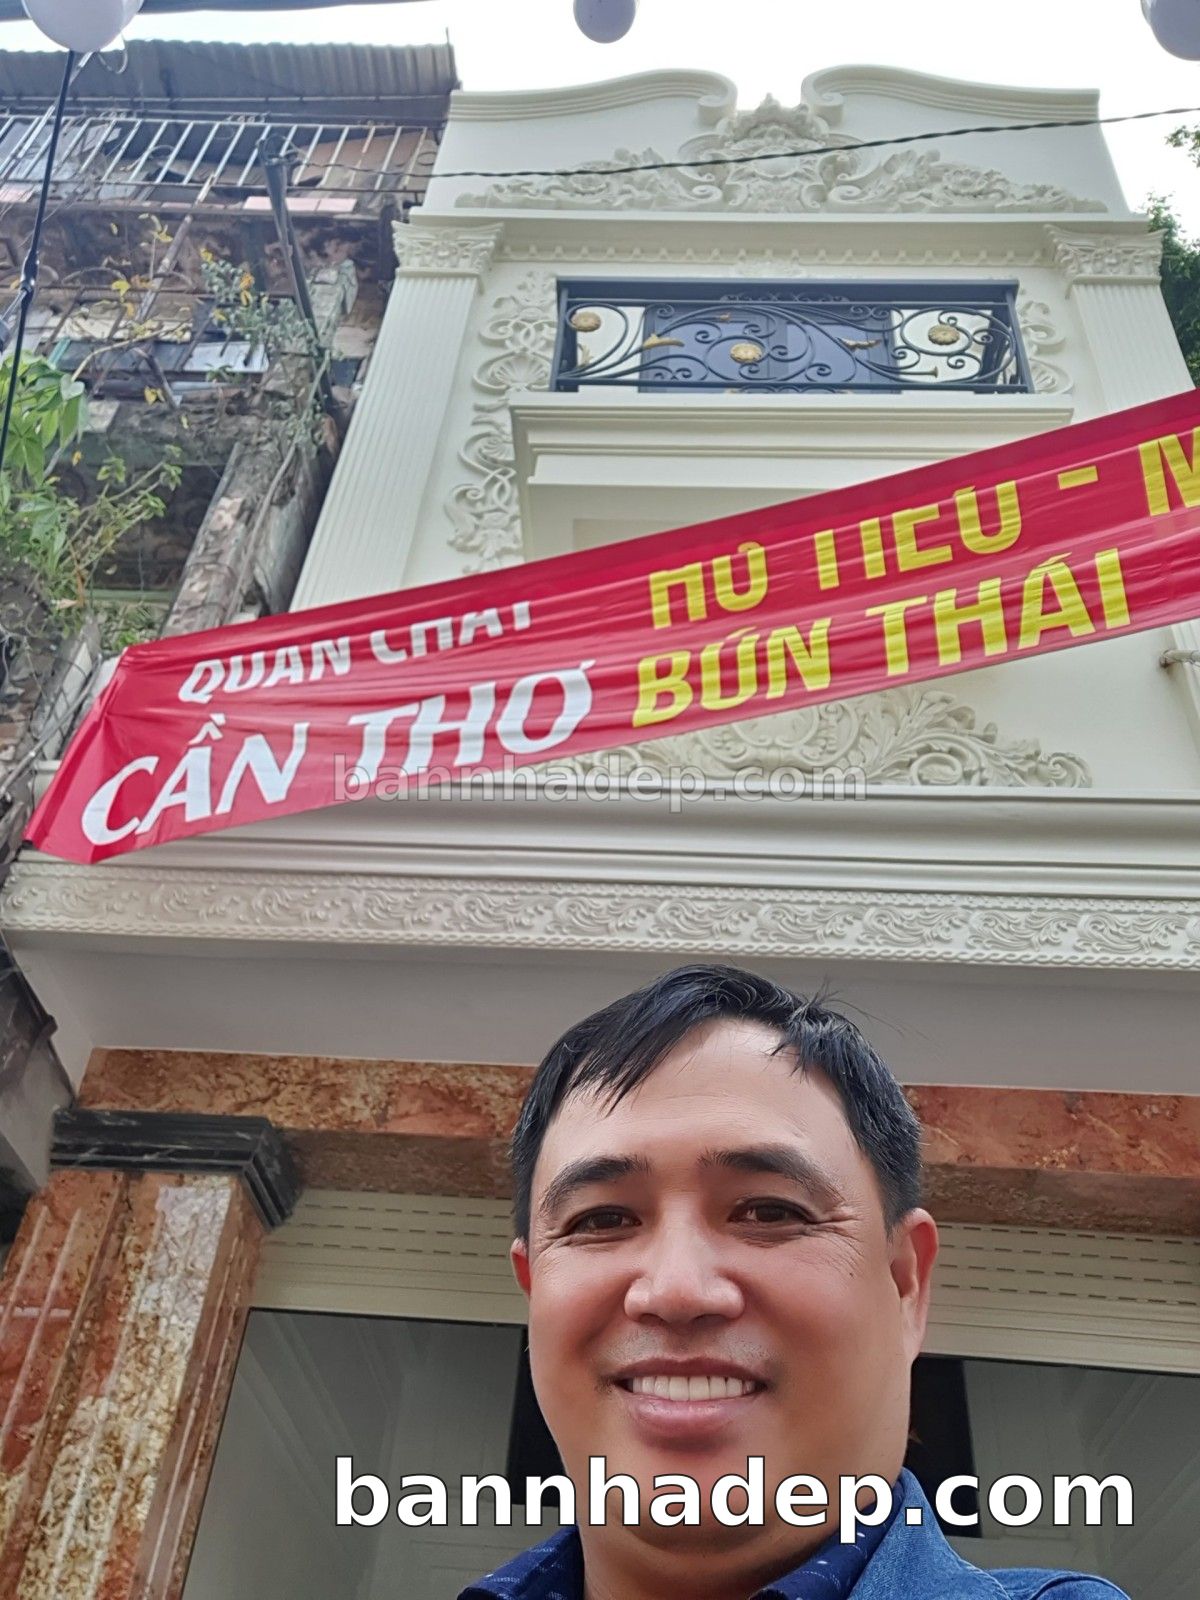 QUÁN CHAY
CẦN THƠ
HỦ TIẾU - M
BÚN THÁI
bannhadep.com
bannhadep.com